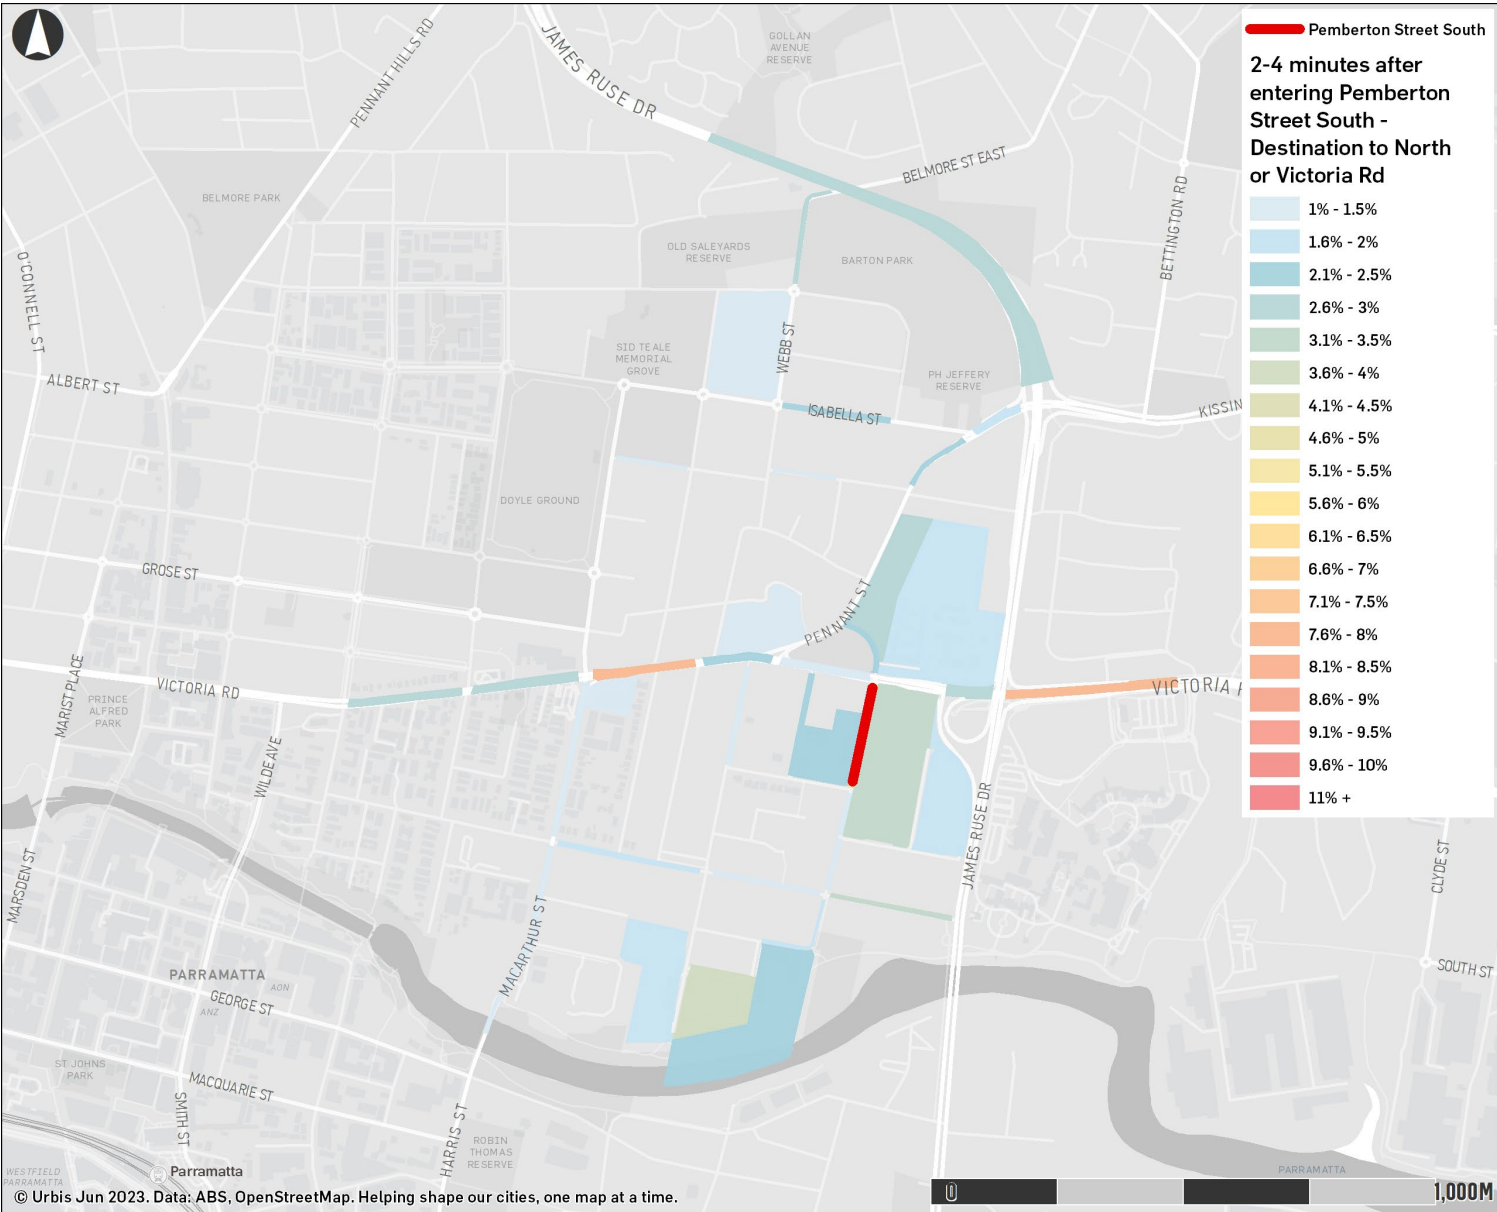 Pemberton Street South
2-4 minutes after
entering Pemberton
Street South -
Destination to North
or Victoria Rd
1% - 1.5%
1.6% - 2%
2.1% - 2.5%
2.6% - 3%
3.1% - 3.5%
3.6% - 4%
4.1% - 4.5%
4.6% - 5%
5.1% - 5.5%
5.6% - 6%
6.1% - 6.5%
6.6% - 7%
7.1% - 7.5%
7.6% - 8%
8.1% - 8.5%
8.6% - 9%
9.1% - 9.5%
9.6% - 10%
11% +
PENNANT HILLS RD
JAMES RUSE DR
GOLLAN
AVENUE
RESERVE
BELMORE ST EAST
BETTINGTON RD
BELMORE PARK
OLD SALEYARDS
RESERVE
BARTON PARK
O'CONNELL ST
WEBB ST
SID TEALE
MEMORIAL
GROVE
PH JEFFERY
RESERVE
ALBERT ST
ISABELLA ST
KISSIN
DOYLE GROUND
GROSE ST
PENNANT ST
MARIST PLACE
VICTORIA RD
VICTORIA R
PRINCE
ALFRED
PARK
WILDE AVE
JAMES RUSE DR
MARSDEN ST
CLYDE ST
MACARTHUR ST
PARRAMATTA
SOUTH ST
GEORGE ST
AON
ANZ
ST JOHNS
PARK
MACQUARIE ST
SMITH ST
HARRIS ST
ROBIN
THOMAS
RESERVE
WESTFIELD
PARRAMATTA
Parramatta
PARRAMATTA
© Urbis Jun 2023. Data: ABS, OpenStreetMap. Helping shape our cities, one map at a time.
0
1,000M